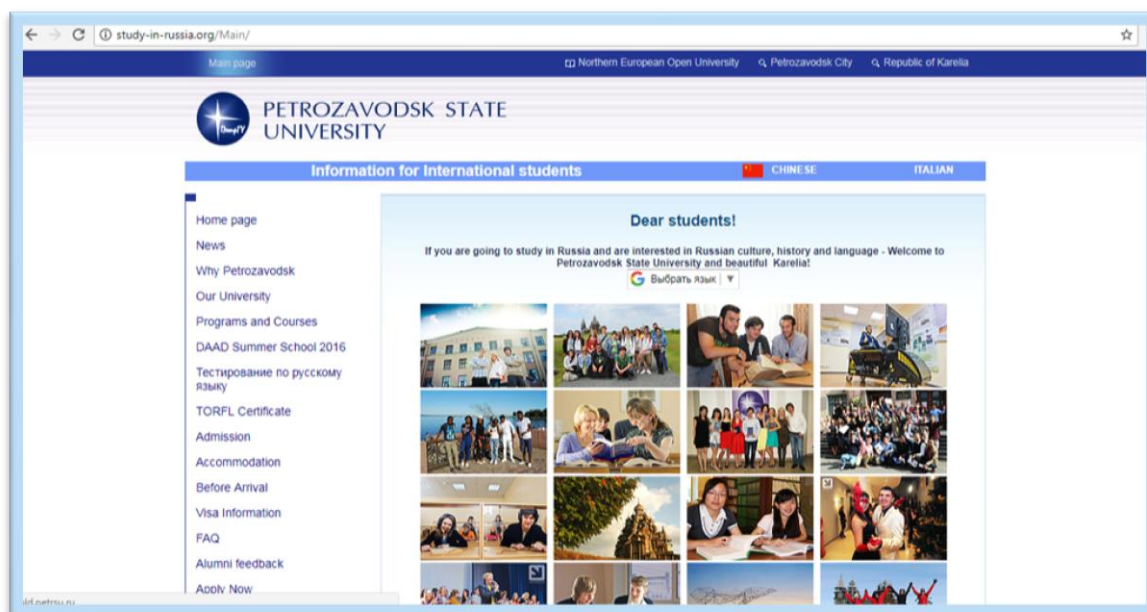 study-in-russia.org/Main/
Main page
Northern European Open University
Petrozavodsk City
Republic of Karelia
PETROZAVODSK STATE
UNIVERSITY
Information for International students
CHINESE
ITALIAN
Home page
News
Why Petrozavodsk
Our University
Programs and Courses
DAAD Summer School 2016
Тестирование по русскому
языку
TORFL Certificate
Admission
Accommodation
Before Arrival
Visa Information
FAQ
Alumni feedback
Apply Now
Dear students!
If you are going to study in Russia and are interested in Russian culture, history and language - Welcome to
Petrozavodsk State University and beautiful Karelia!
Выбрать язык